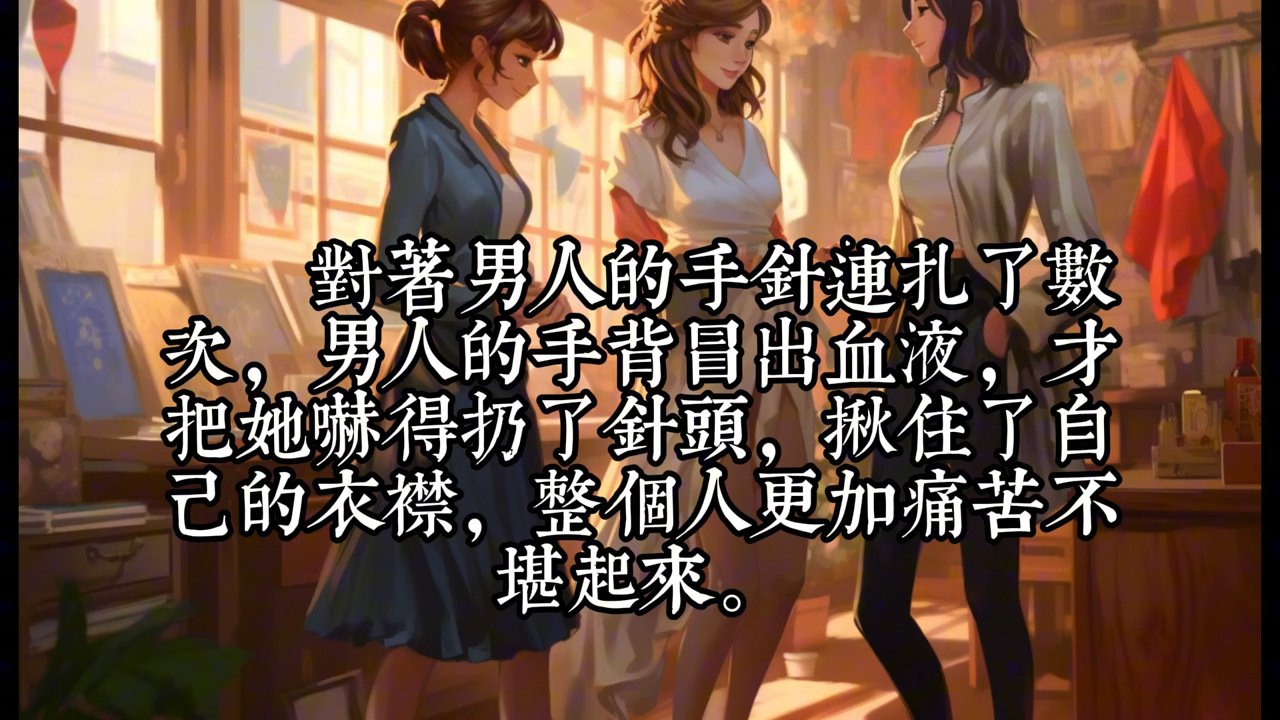 對著男人的手針連扎了數
次，男人的手背冒出血液，才
把她嚇得扔了針頭，揪住了自
己的衣襟，整個人更加痛苦不
堪起來。